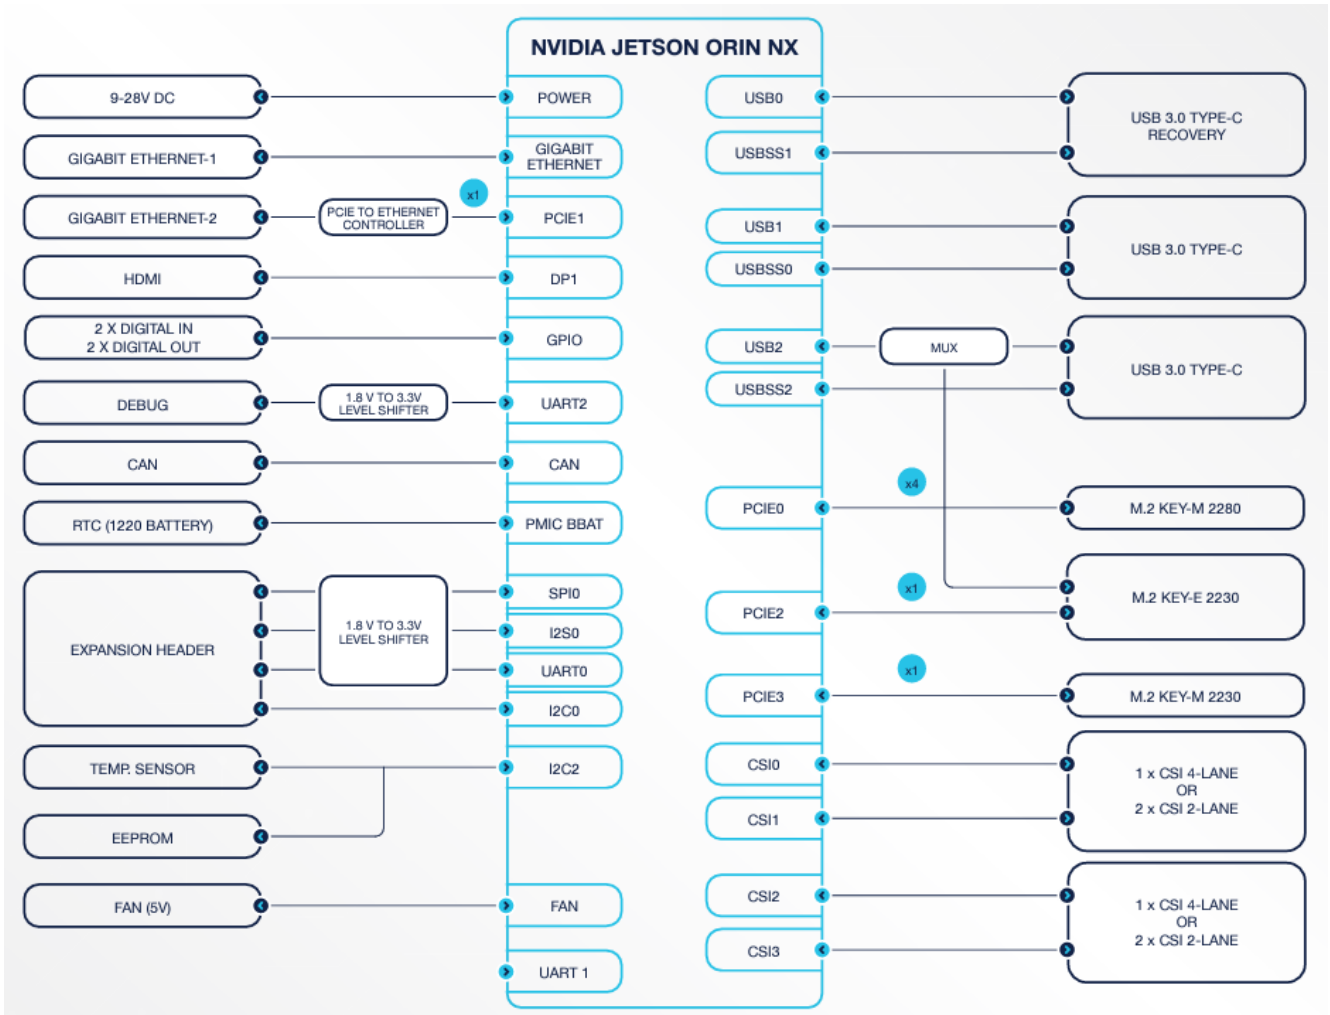 NVIDIA JETSON ORIN NX
9-28V DC
POWER
GIGABIT ETHERNET-1
GIGABIT
ETHERNET
GIGABIT ETHERNET-2
PCIE TO ETHERNET
CONTROLLER
x1
PCIE1
HDMI
DP1
2 X DIGITAL IN
2 X DIGITAL OUT
GPIO
DEBUG
1.8 V TO 3.3V
LEVEL SHIFTER
UART2
CAN
CAN
RTC (1220 BATTERY)
PMIC BBAT
EXPANSION HEADER
1.8 V TO 3.3V
LEVEL SHIFTER
SPI0
I2S0
UART0
I2C0
TEMP. SENSOR
I2C2
EEPROM
FAN (5V)
FAN
UART 1
USB0
USBSS1
USB 3.0 TYPE-C
RECOVERY
USB1
USBSS0
USB 3.0 TYPE-C
USB2
MUX
USBSS2
USB 3.0 TYPE-C
PCIE0
x4
M.2 KEY-M 2280
PCIE2
x1
M.2 KEY-E 2230
PCIE3
x1
M.2 KEY-M 2230
CSI0
CSI1
1 x CSI 4-LANE
OR
2 x CSI 2-LANE
CSI2
CSI3
1 x CSI 4-LANE
OR
2 x CSI 2-LANE